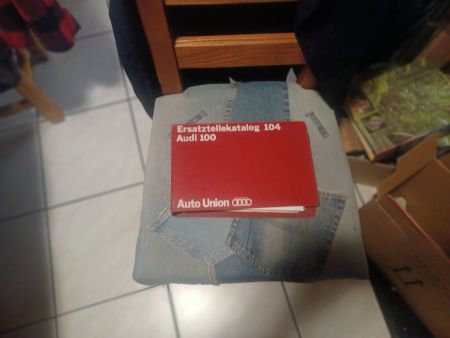 Ersatzteilekatalog 104
Audi 100
Auto Union